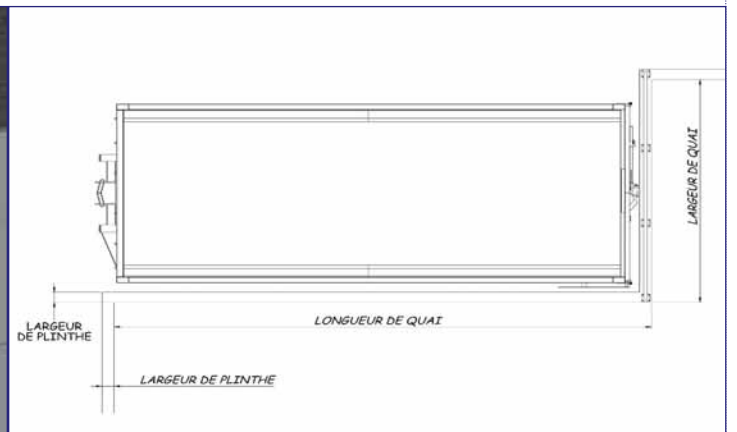 LARGEUR DE QUAI
LARGEUR
DE PLINTHE
LONGUEUR DE QUAI
LARGEUR DE PLINTHE